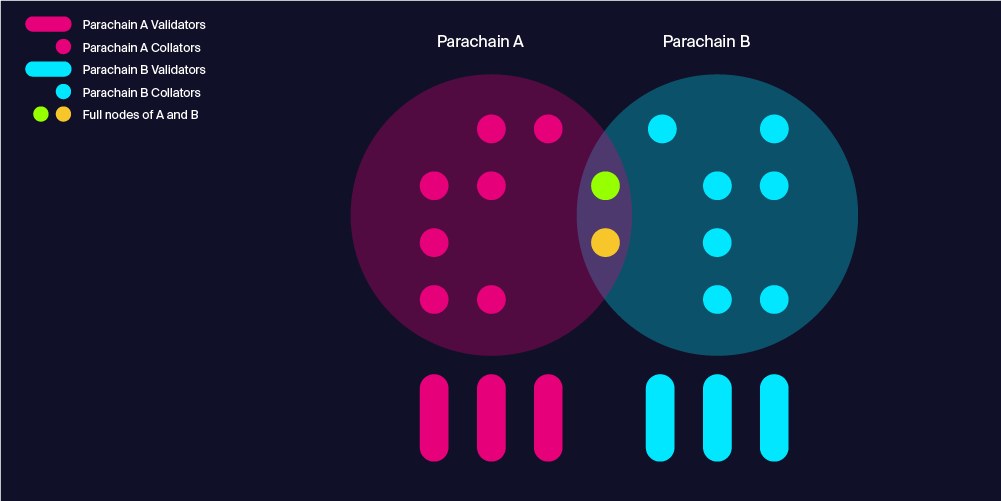 Parachain A Validators
Parachain A Collators
Parachain B Validators
Parachain B Collators
Full nodes of A and B
Parachain A
Parachain B